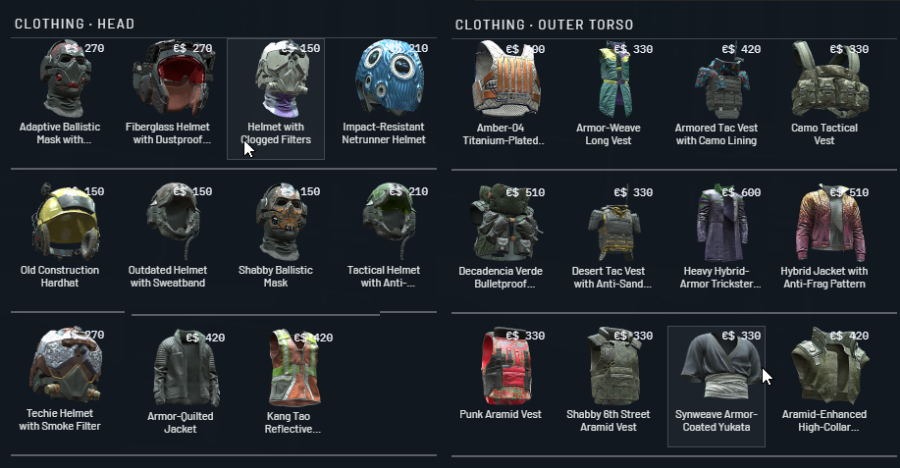 CLOTHING · HEAD
€$ 270
€$ 270
€$ 150
€$ 210
Adaptive Ballistic
Mask with...
Fiberglass Helmet
with Dustproof...
Helmet with
Clogged Filters
Impact-Resistant
Netrunner Helmet
€$ 150
€$ 150
€$ 150
€$ 210
Old Construction
Hardhat
Outdated Helmet
with Sweatband
Shabby Ballistic
Mask
Tactical Helmet
with Anti-...
€$ 270
€$ 420
€$ 420
Techie Helmet
with Smoke Filter
Armor-Quilted
Jacket
Kang Tao
Reflective...
CLOTHING · OUTER TORSO
€$
€$ 330
€$ 420
€$ 330
Amber-04
Titanium-Plated..
Armor-Weave
Long Vest
Armored Tac Vest
with Camo Lining
Camo Tactical
Vest
€$ 510
€$ 330
€$ 600
€$ 510
Decadencia Verde
Bulletproof...
Desert Tac Vest
with Anti-Sand...
Heavy Hybrid-
Armor Trickster...
Hybrid Jacket with
Anti-Frag Pattern
€$ 330
€$ 330
€$ 330
€$ 420
Punk Aramid Vest
Shabby 6th Street
Aramid Vest
Synweave Armor-
Coated Yukata
Aramid-Enhanced
High-Collar...